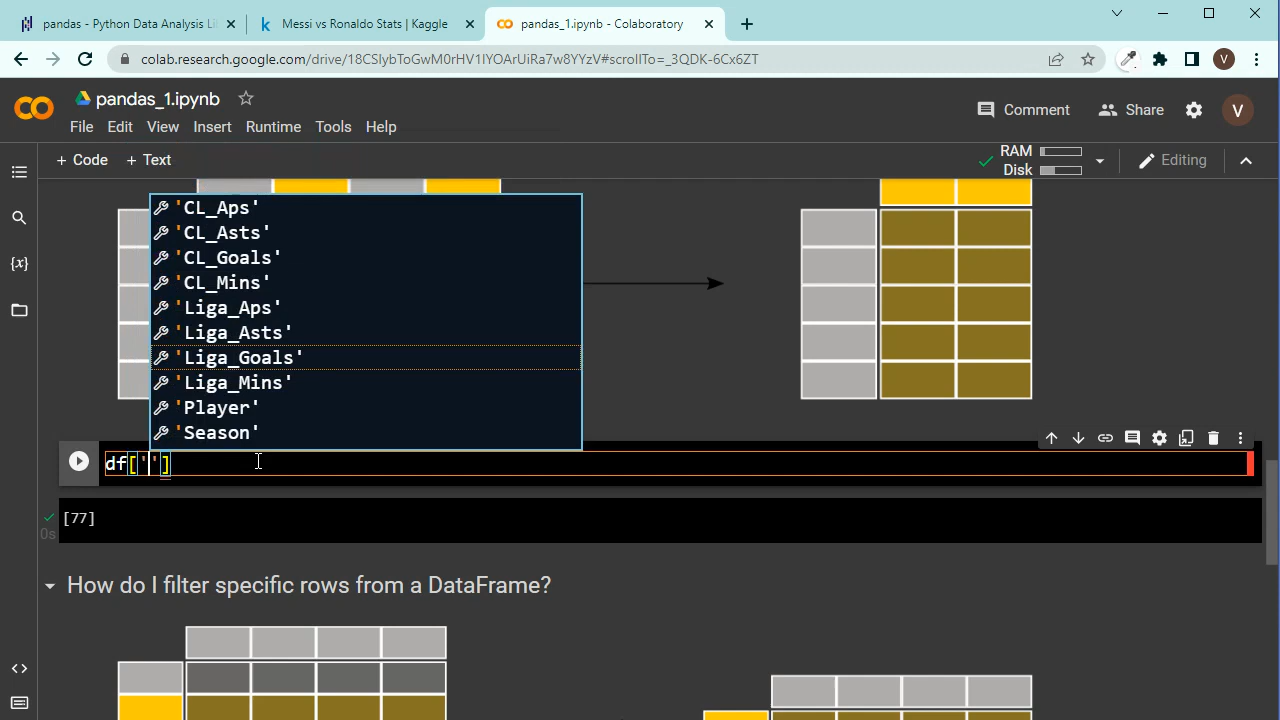 pandas - Python Data Analysis Li
Messi vs Ronaldo Stats | Kaggle
pandas_1.ipynb - Colaboratory
colab.research.google.com/drive/18CSIybToGwM0rHV1IYOArUiRa7w8YYzV#scrollTo=_3QDK-6Cx6ZT
V
pandas_1.ipynb
File Edit View Insert Runtime Tools Help
Comment
Share
V
+ Code + Text
RAM
Disk
Editing
{x}
'CL_Aps'
'CL_Asts'
'CL_Goals'
'CL_Mins'
'Liga_Aps'
'Liga_Asts'
'Liga_Goals'
'Liga_Mins'
'Player'
'Season'
df['']
[77]
0s
How do I filter specific rows from a DataFrame?